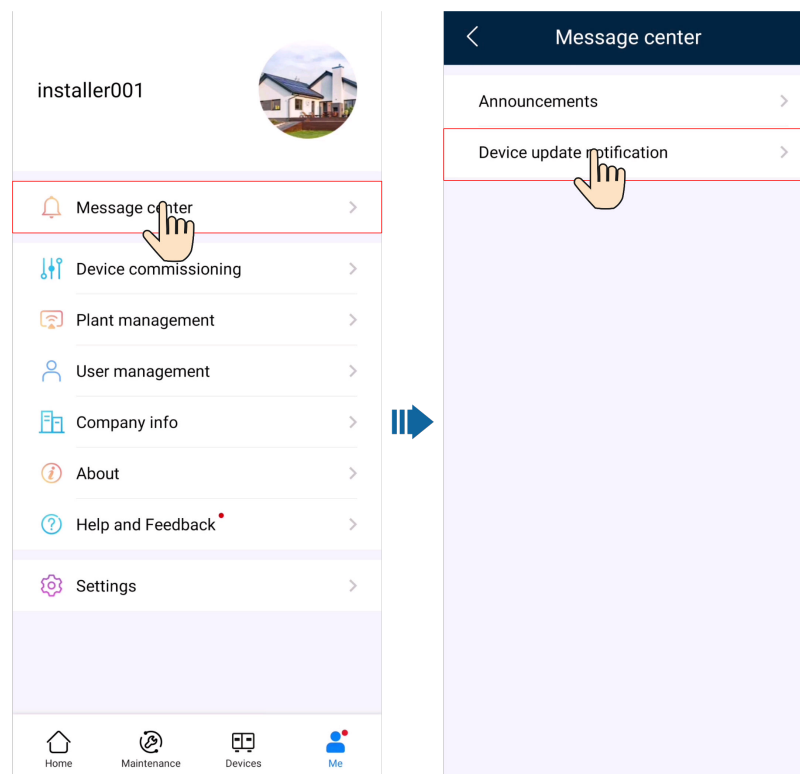 installer001
Message center
Device commissioning
Plant management
User management
Company info
About
Help and Feedback
Settings
Home
Maintenance
Devices
Me
Message center
Announcements
Device update notification